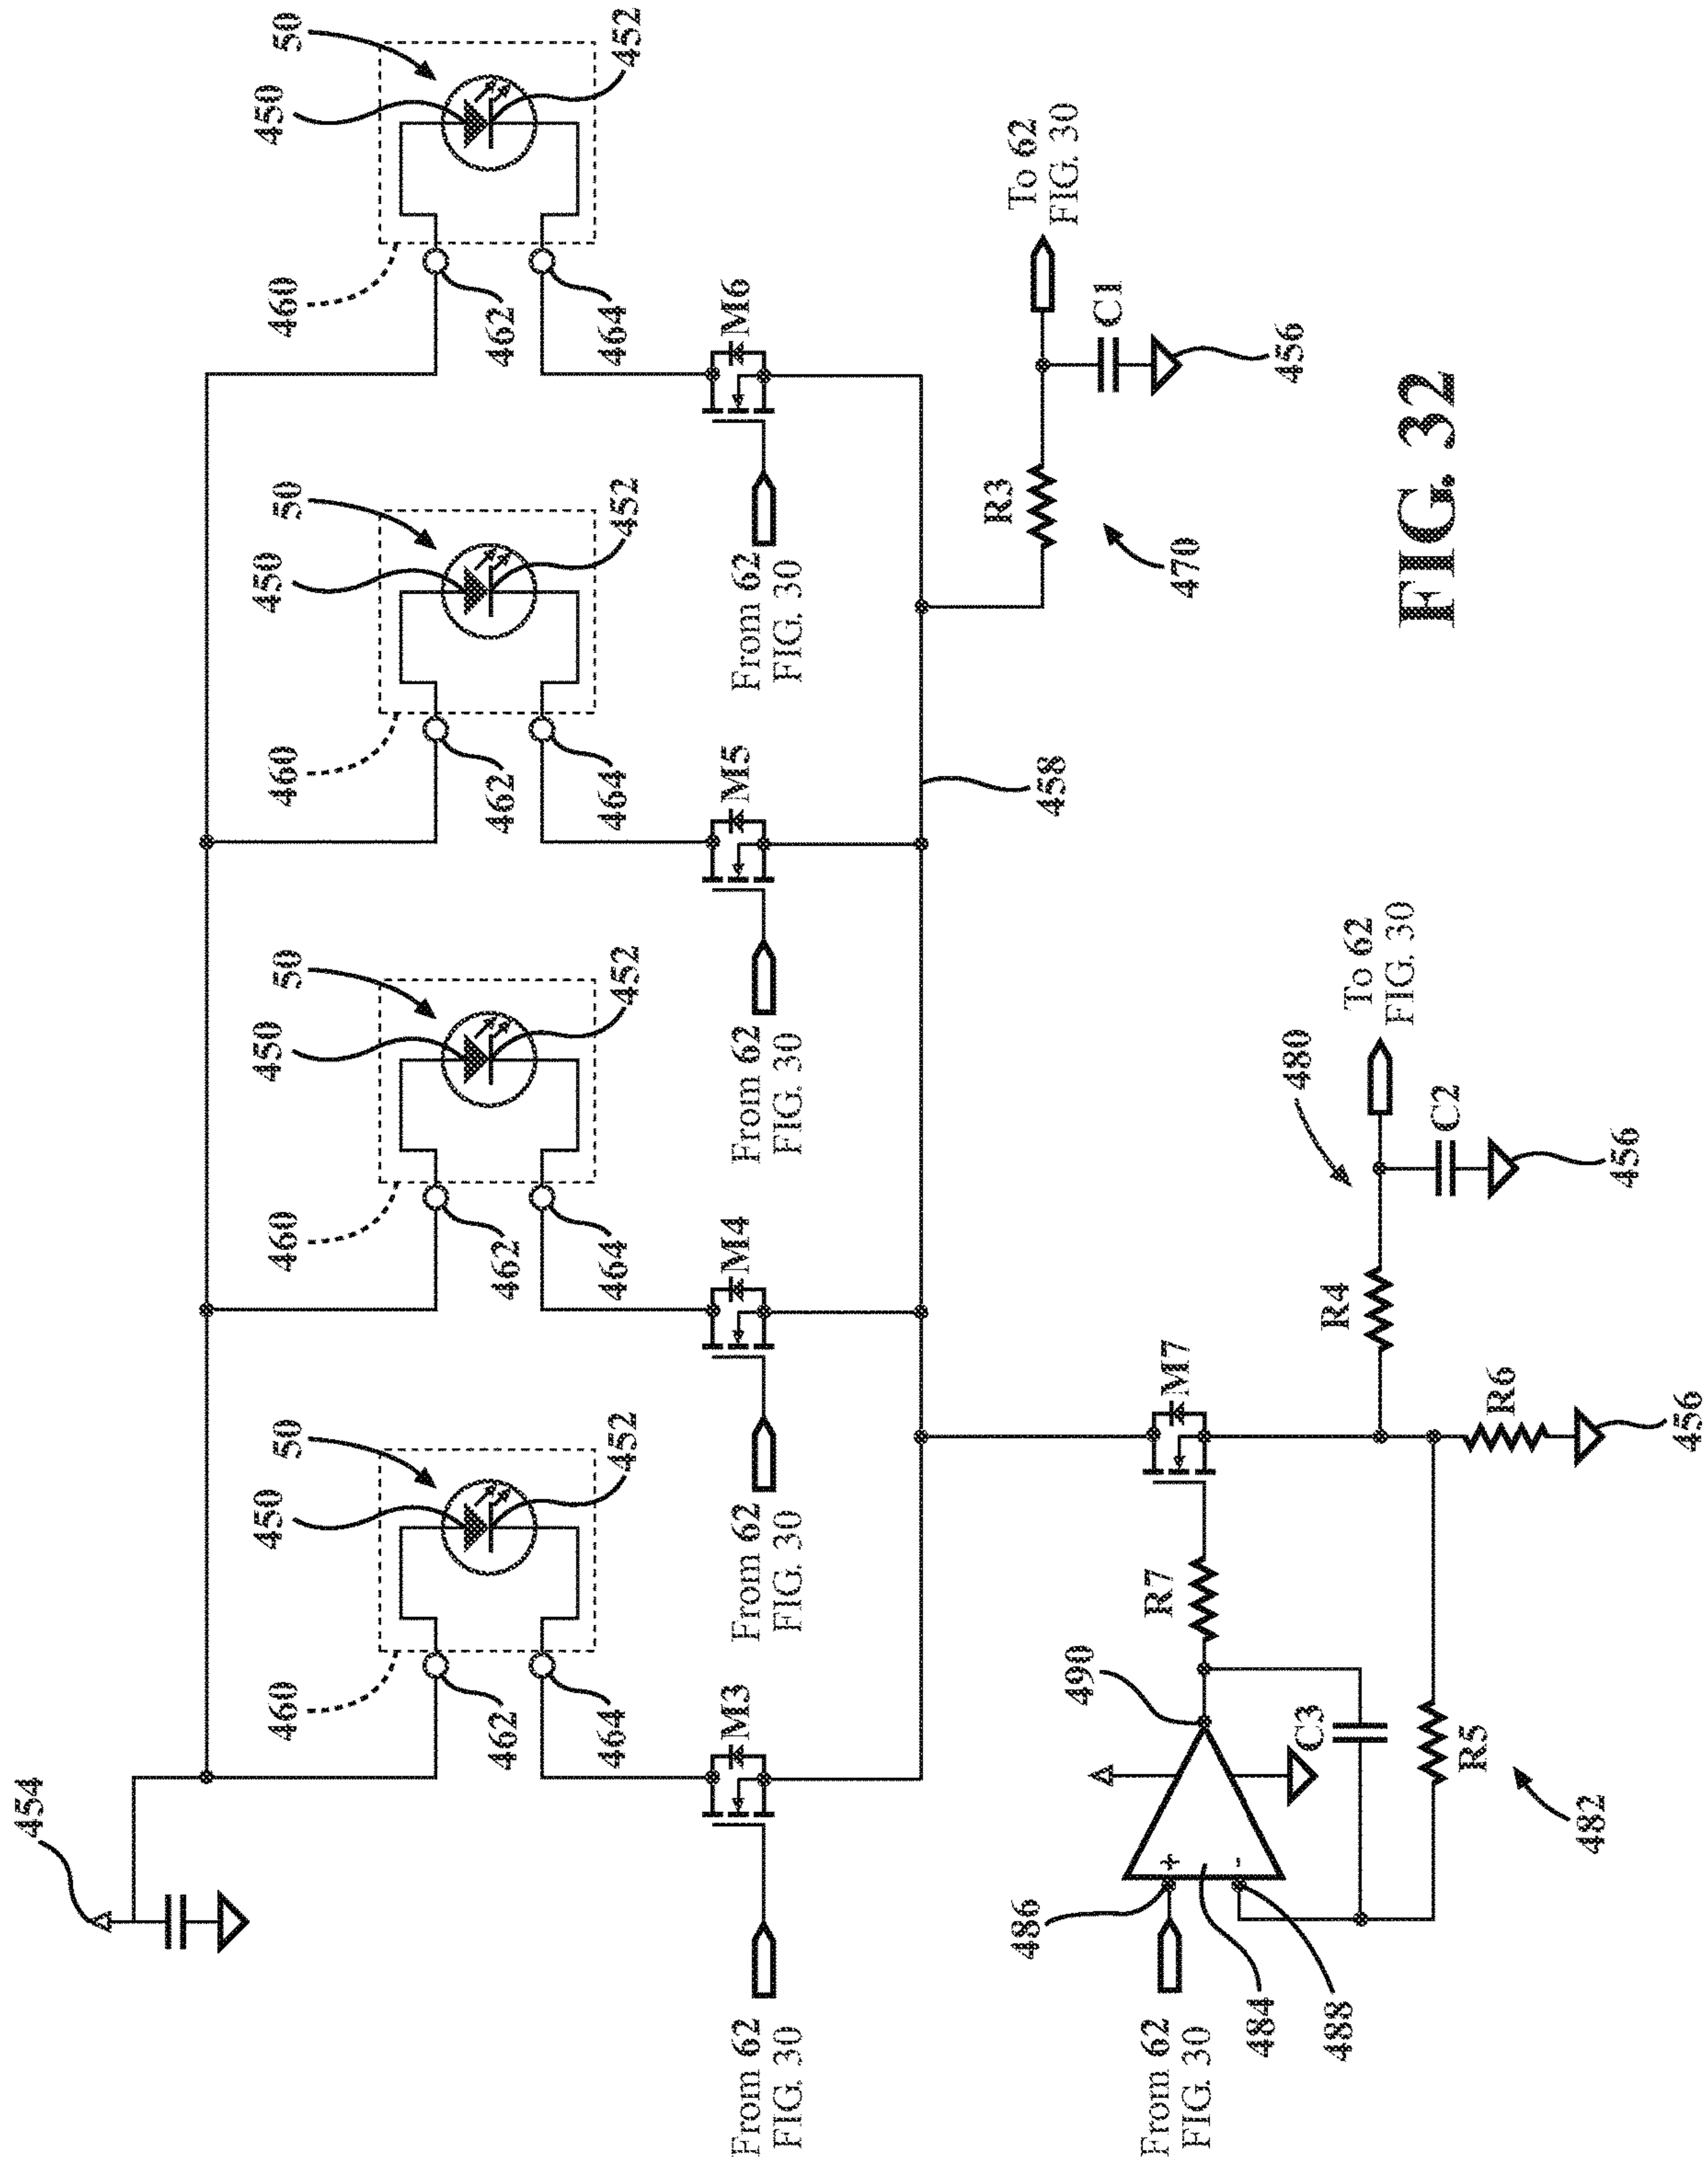 454
460
450
50
460
450
50
460
450
50
460
450
50
462
464
452
462
464
452
462
464
452
462
464
452
From 62
FIG. 30
M3
From 62
FIG. 30
M4
From 62
FIG. 30
M5
From 62
FIG. 30
M6
458
R3
To 62
FIG. 30
C1
470
456
486
490
From 62
FIG. 30
+
-
R7
M7
484
488
C3
480
R4
To 62
FIG. 30
C2
R5
R6
482
456
456
FIG. 32